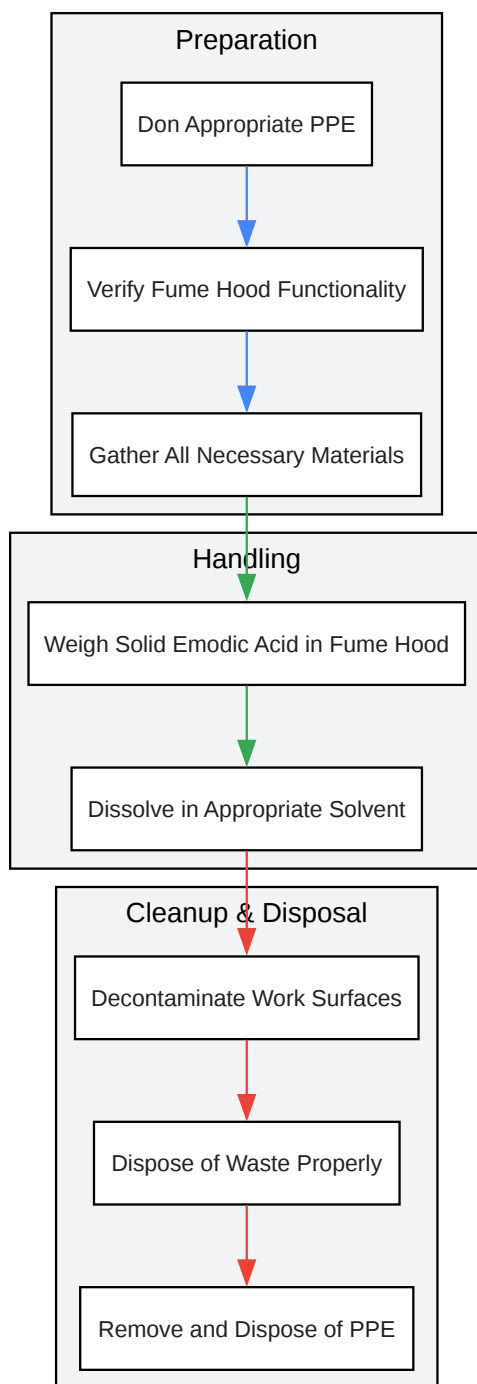 Preparation
Don Appropriate PPE
Verify Fume Hood Functionality
Gather All Necessary Materials
Handling
Weigh Solid Emodic Acid in Fume Hood
Dissolve in Appropriate Solvent
Cleanup & Disposal
Decontaminate Work Surfaces
Dispose of Waste Properly
Remove and Dispose of PPE